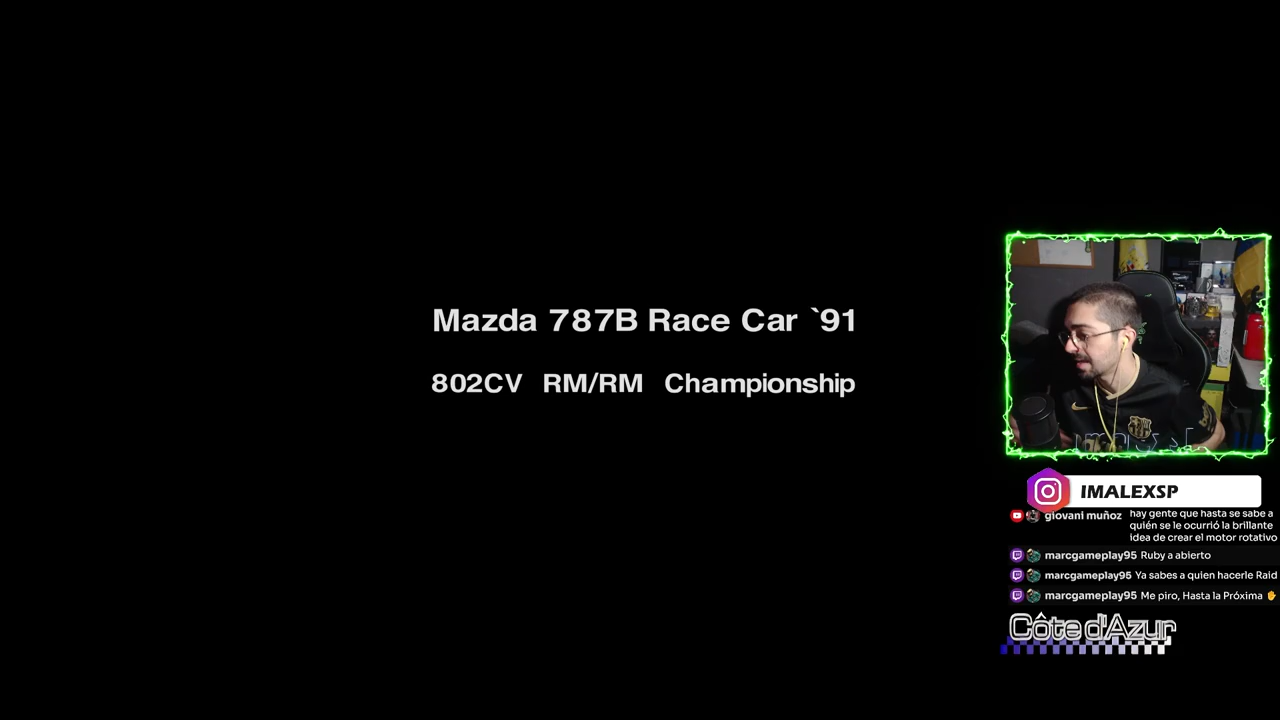 Mazda 787B Race Car `91
802CV RM/RM Championship
IMALEXSP
giovani muñoz hay gente que hasta se sabe a
quién se le ocurrió la brillante
idea de crear el motor rotativo
marcgameplay95 Ruby a abierto
marcgameplay95 Ya sabes a quien hacerle Raid
marcgameplay95 Me piro, Hasta la Próxima ✋
Côte d'Azur